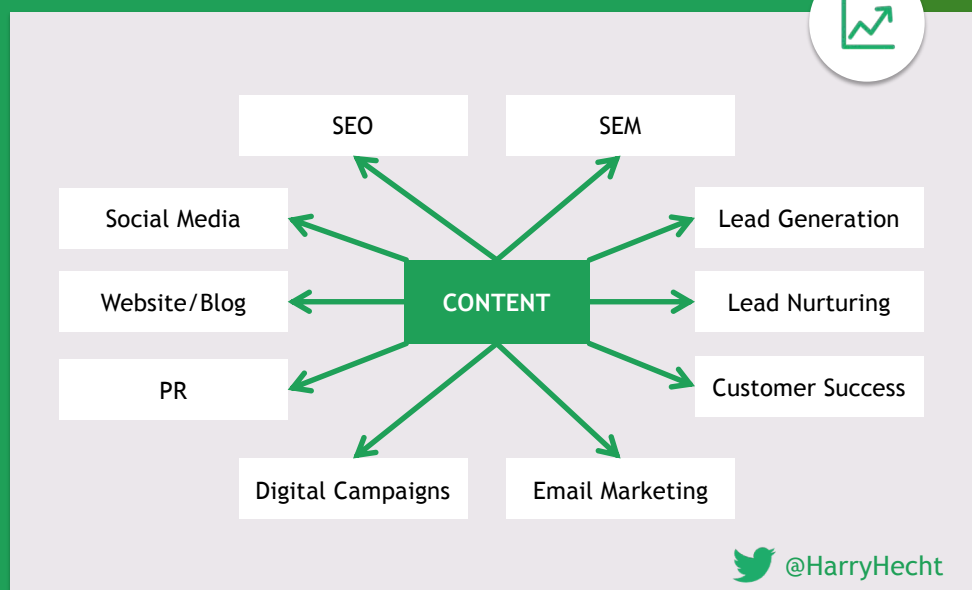 SEO
SEM
Social Media
Lead Generation
Website/Blog
CONTENT
Lead Nurturing
PR
Customer Success
Digital Campaigns
Email Marketing
@HarryHecht